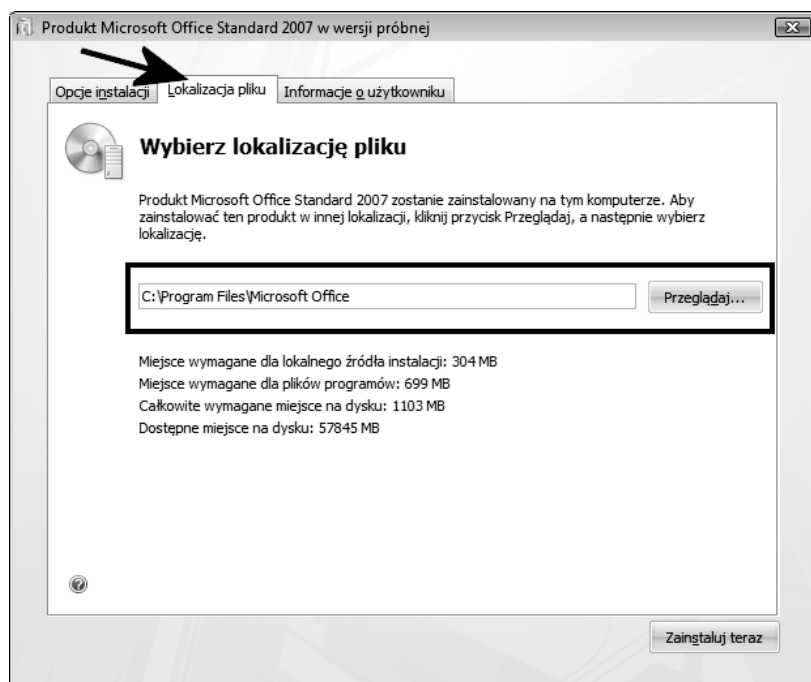 Produkt Microsoft Office Standard 2007 w wersji próbnej
Opcje instalacji
Lokalizacja pliku
Informacje o użytkowniku
Wybierz lokalizację pliku
Produkt Microsoft Office Standard 2007 zostanie zainstalowany na tym komputerze. Aby
zainstalować ten produkt w innej lokalizacji, kliknij przycisk Przeglądaj, a następnie wybierz
lokalizację.
C:\Program Files\Microsoft Office
Przeglądaj...
Miejsce wymagane dla lokalnego źródła instalacji: 304 MB
Miejsce wymagane dla plików programów: 699 MB
Całkowite wymagane miejsce na dysku: 1103 MB
Dostępne miejsce na dysku: 57845 MB
Zainstaluj teraz